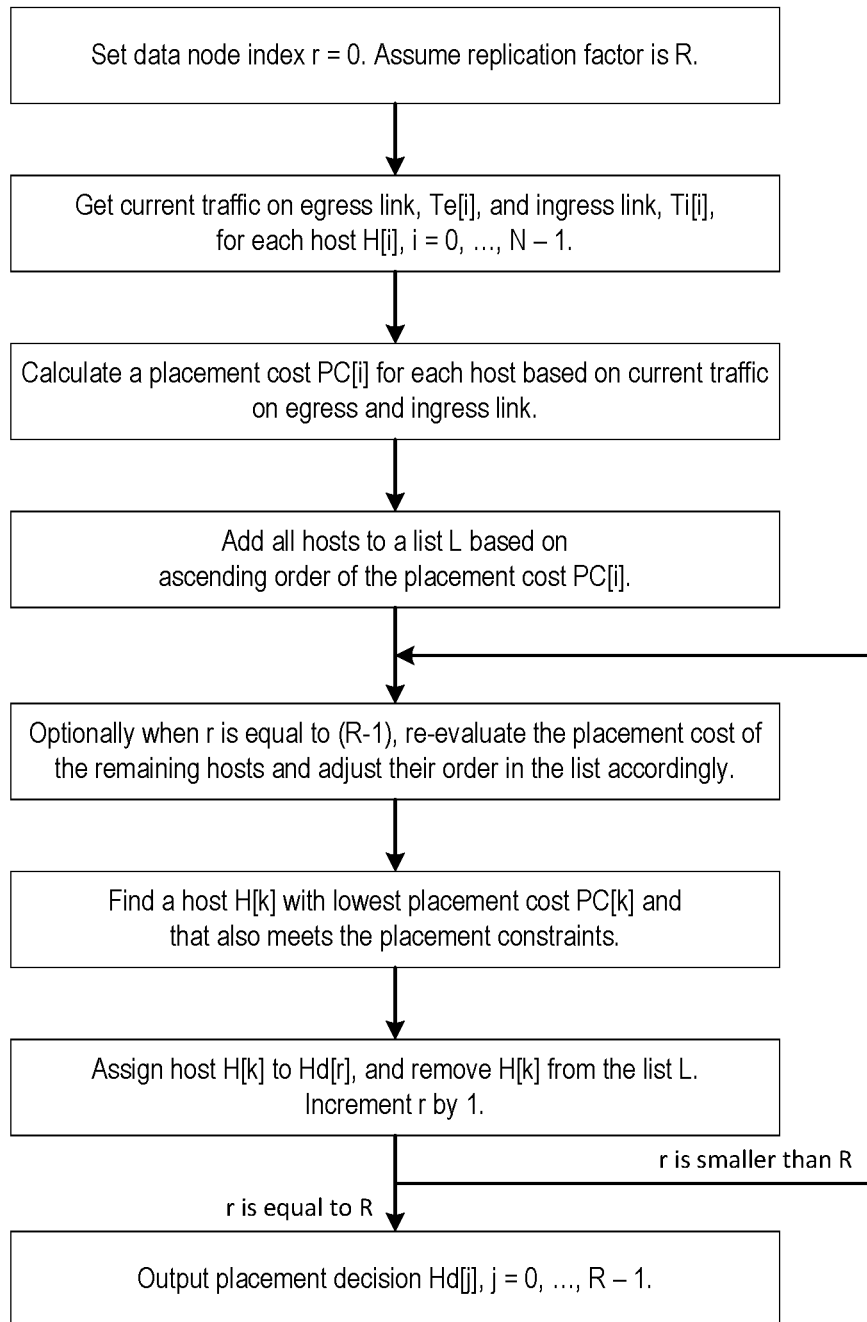 Set data node index r = 0. Assume replication factor is R.
Get current traffic on egress link, Te[i], and ingress link, Ti[i],
for each host H[i], i = 0, …, N – 1.
Calculate a placement cost PC[i] for each host based on current traffic
on egress and ingress link.
Add all hosts to a list L based on
ascending order of the placement cost PC[i].
Optionally when r is equal to (R-1), re-evaluate the placement cost of
the remaining hosts and adjust their order in the list accordingly.
Find a host H[k] with lowest placement cost PC[k] and
that also meets the placement constraints.
Assign host H[k] to Hd[r], and remove H[k] from the list L.
Increment r by 1.
r is smaller than R
r is equal to R
Output placement decision Hd[j], j = 0, …, R – 1.